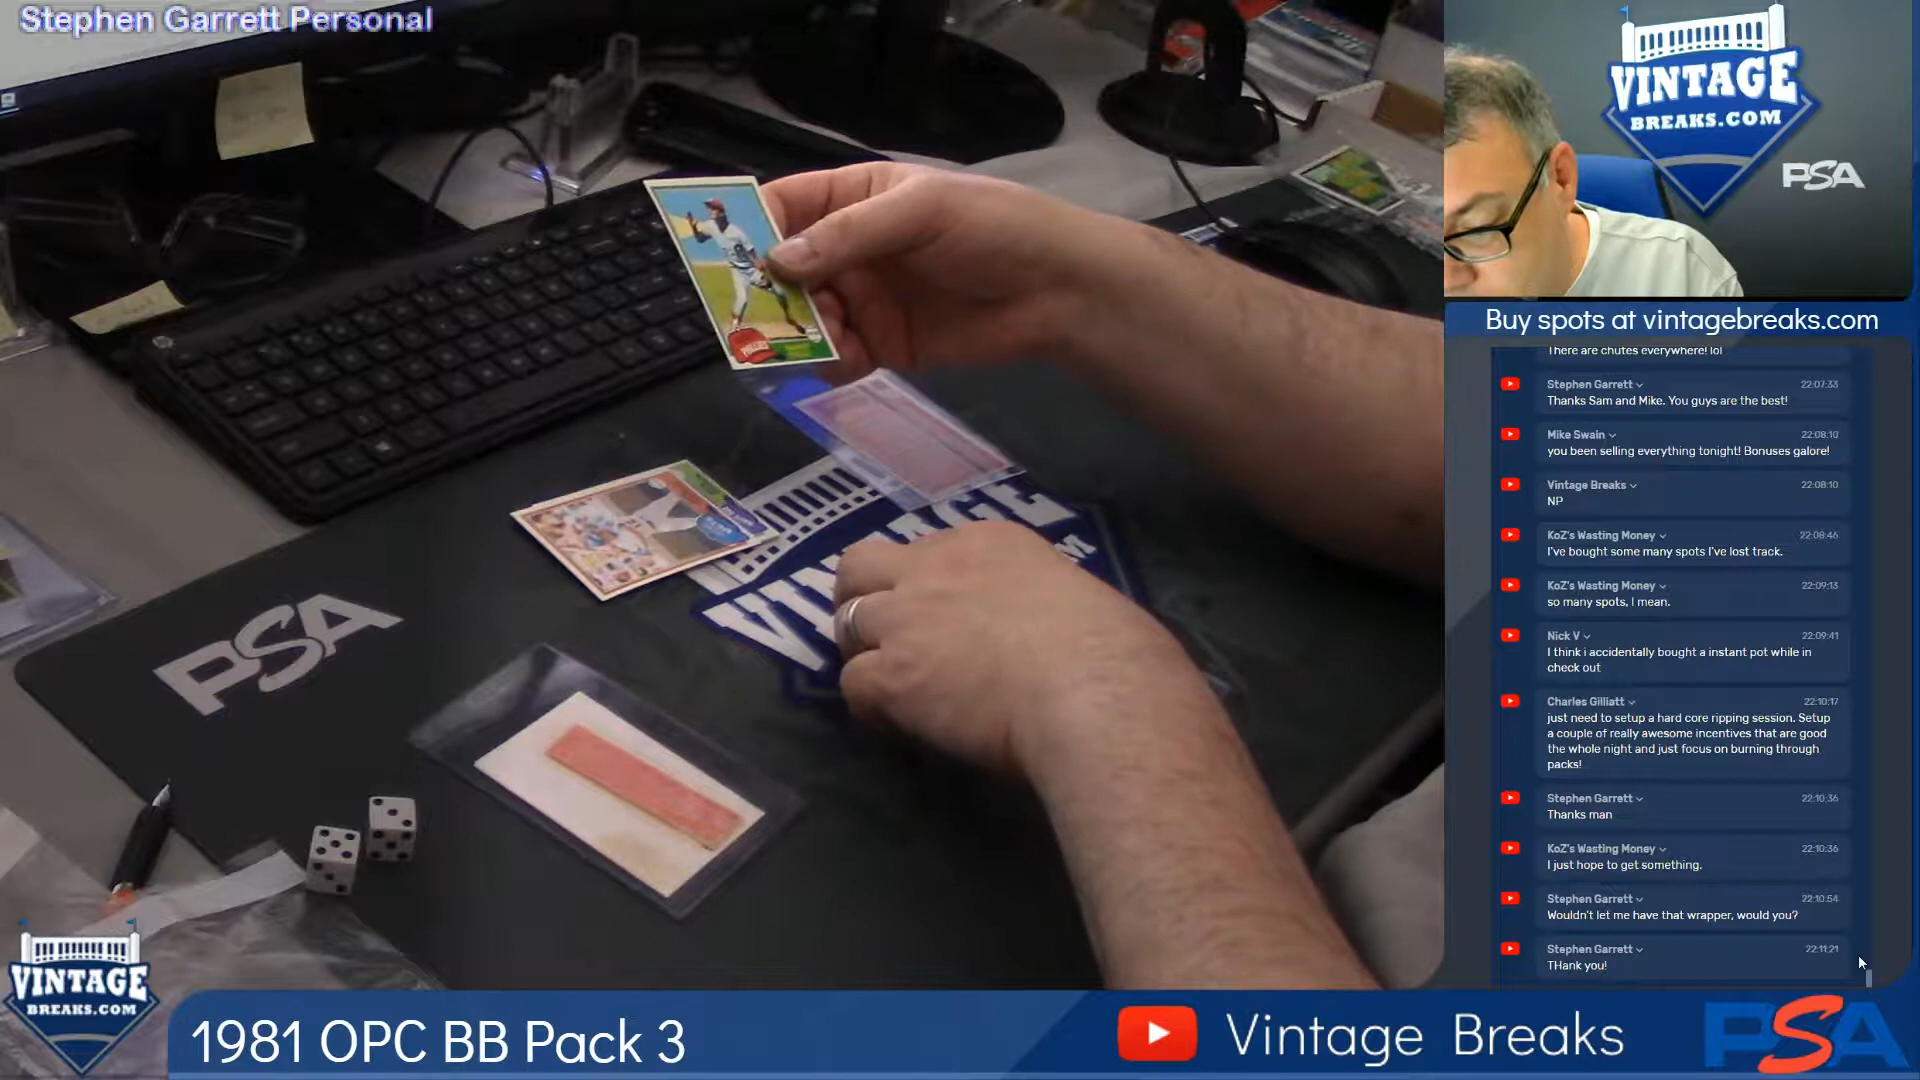 Stephen Garrett Personal
VINTAGE
BREAKS.COM
PSA
Buy spots at vintagebreaks.com
There are chutes everywhere! lol
Stephen Garrett 22:07:33
Thanks Sam and Mike. You guys are the best!
Mike Swain 22:08:10
you been selling everything tonight! Bonuses galore!
Vintage Breaks 22:08:10
NP
KoZ's Wasting Money 22:08:46
I've bought some many spots I've lost track.
KoZ's Wasting Money 22:09:13
so many spots, I mean.
Nick V 22:09:41
I think i accidentally bought a instant pot while in
check out
Charles Gilliatt 22:10:17
just need to setup a hard core ripping session. Setup
a couple of really awesome incentives that are good
the whole night and just focus on burning through
packs!
Stephen Garrett 22:10:36
Thanks man
KoZ's Wasting Money 22:10:36
I just hope to get something.
Stephen Garrett 22:10:54
Wouldn't let me have that wrapper, would you?
Stephen Garrett 22:11:21
THank you!
PHILLIES
PSA
VINTAGE
VINTAGE
BREAKS.COM
1981 OPC BB Pack 3
Vintage Breaks
PSA